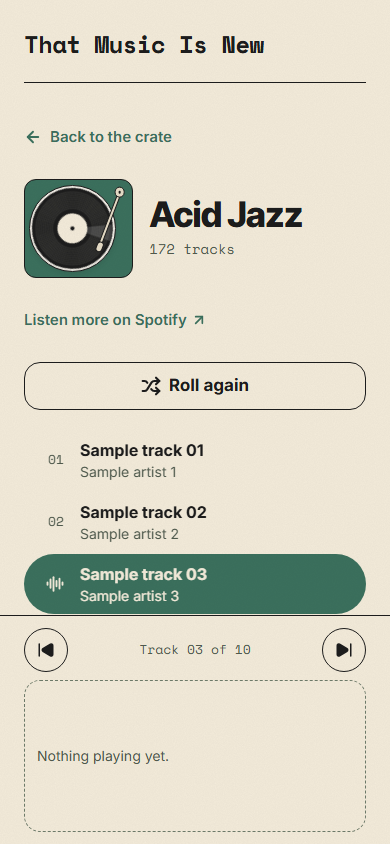 That Music Is New
Back to the crate
Acid Jazz
172 tracks
Listen more on Spotify
Roll again
01
Sample track 01
Sample artist 1
02
Sample track 02
Sample artist 2
Sample track 03
Sample artist 3
Track 03 of 10
Nothing playing yet.